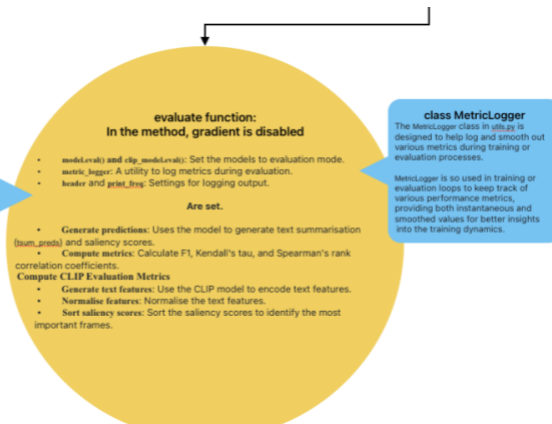 evaluate function:
In the method, gradient is disabled
• model.eval() and clip_model.eval(): Set the models to evaluation mode.
• metric_logger: A utility to log metrics during evaluation.
• header and print_freq: Settings for logging output.
Are set.
• Generate predictions: Uses the model to generate text summarisation
(tsum_preds) and saliency scores.
• Compute metrics: Calculate F1, Kendall's tau, and Spearman's rank
correlation coefficients.
Compute CLIP Evaluation Metrics
• Generate text features: Use the CLIP model to encode text features.
• Normalise features: Normalise the text features.
• Sort saliency scores: Sort the saliency scores to identify the most
important frames.
class MetricLogger
The MetricLogger class in utils.py is
designed to help log and smooth out
various metrics during training or
evaluation processes.
MetricLogger is so used in training or
evaluation loops to keep track of
various performance metrics,
providing both instantaneous and
smoothed values for better insights
into the training dynamics.